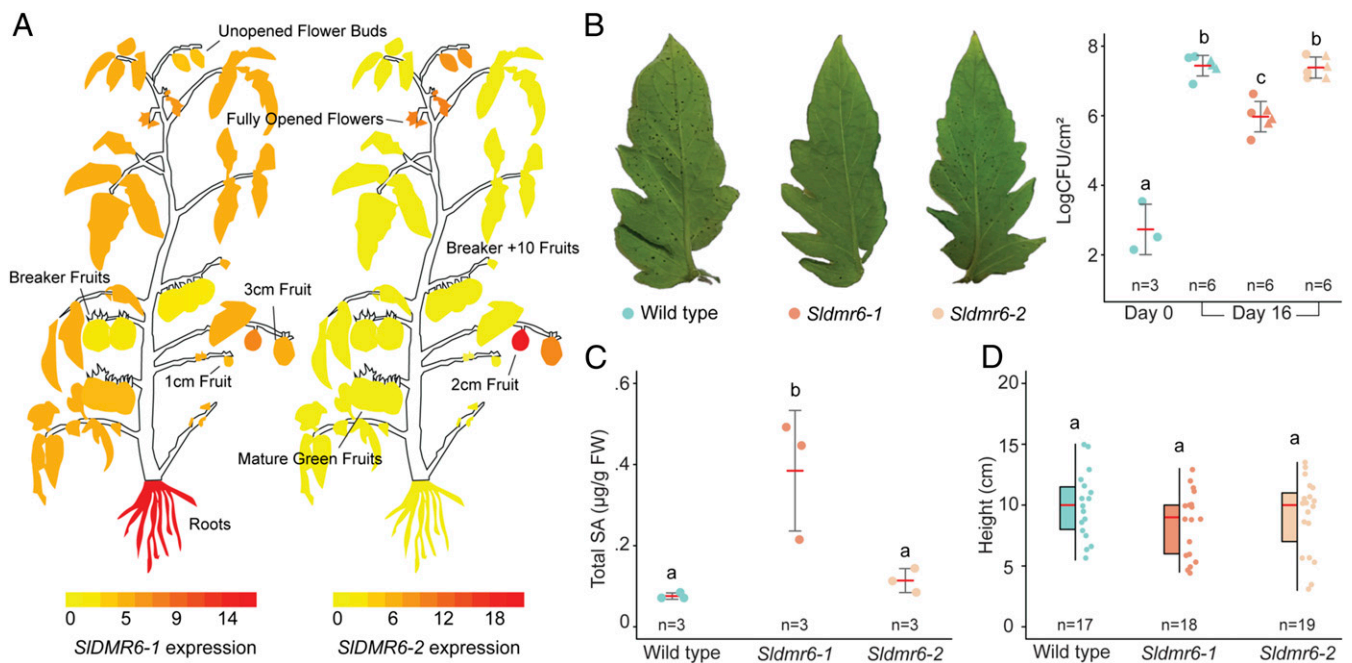 A
Unopened Flower Buds
Fully Opened Flowers
Breaker +10 Fruits
Breaker Fruits
3cm Fruit
1cm Fruit
2cm Fruit
Mature Green Fruits
Roots
0 5 9 14
SlDMR6-1 expression
0 6 12 18
SlDMR6-2 expression
B
Wild type
Sldmr6-1
Sldmr6-2
LogCFU/cm²
8
6
4
2
a
b
c
b
n=3 n=6 n=6 n=6
Day 0 Day 16
C
Total SA (µg/g FW)
.6
.4
.2
0
a
b
a
n=3 n=3 n=3
Wild type Sldmr6-1 Sldmr6-2
D
Height (cm)
20
15
10
5
0
a
a
a
n=17 n=18 n=19
Wild type Sldmr6-1 Sldmr6-2